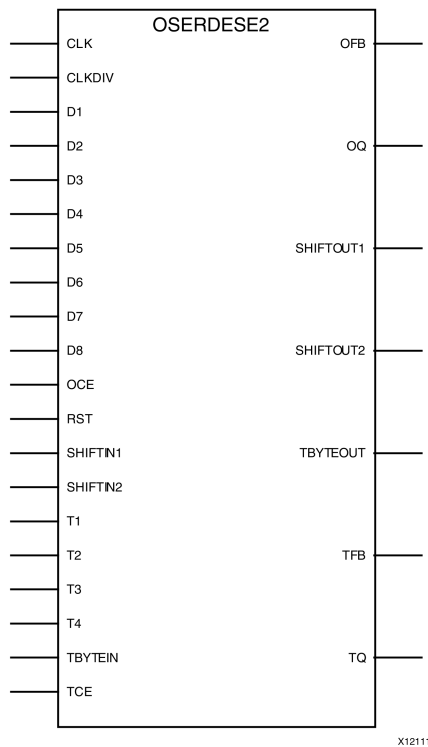 OSERDESE2
CLK
OFB
CLKDIV
D1
D2
OQ
D3
D4
D5
SHIFTOUT1
D6
D7
D8
SHIFTOUT2
OCE
RST
SHIFTIN1
TBYTEOUT
SHIFTIN2
T1
T2
TFB
T3
T4
TBYTEIN
TQ
TCE
X12111